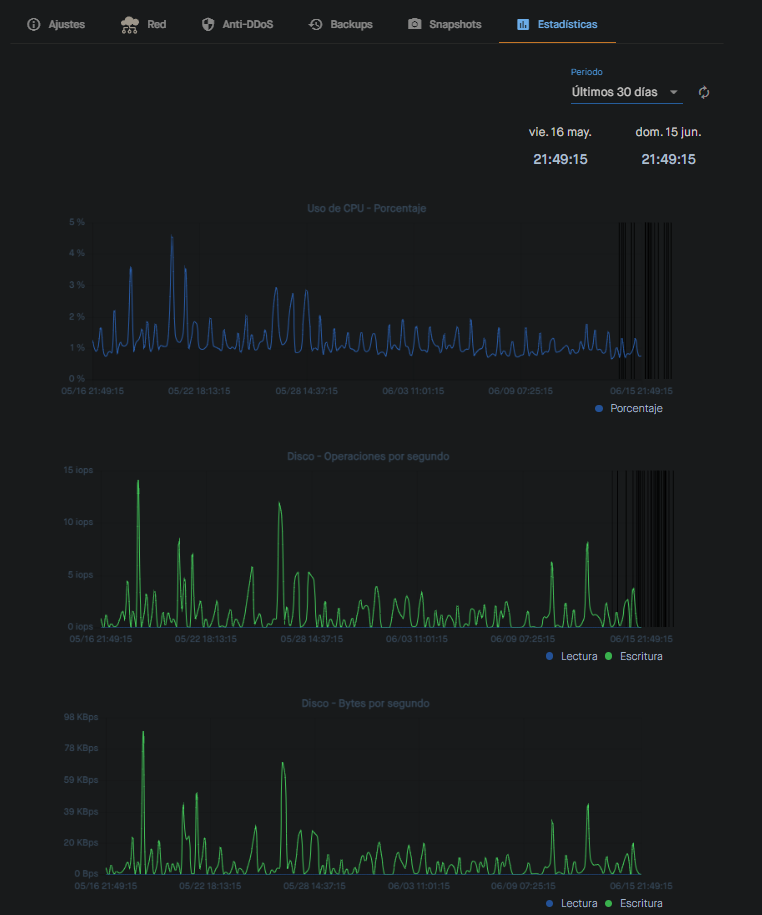 Ajustes Red Anti-DDoS Backups Snapshots Estadísticas
Periodo
Últimos 30 días
vie. 16 may. dom. 15 jun.
21:49:15 21:49:15
Uso de CPU - Porcentaje
5 %
4 %
3 %
2 %
1 %
0 %
05/16 21:49:15 05/22 18:13:15 05/28 14:37:15 06/03 11:01:15 06/09 07:25:15 06/15 21:49:15
Porcentaje
Disco - Operaciones por segundo
15 iops
10 iops
5 iops
0 iops
05/16 21:49:15 05/22 18:13:15 05/28 14:37:15 06/03 11:01:15 06/09 07:25:15 06/15 21:49:15
Lectura Escritura
Disco - Bytes por segundo
98 KBps
78 KBps
59 KBps
39 KBps
20 KBps
0 Bps
05/16 21:49:15 05/22 18:13:15 05/28 14:37:15 06/03 11:01:15 06/09 07:25:15 06/15 21:49:15
Lectura Escritura